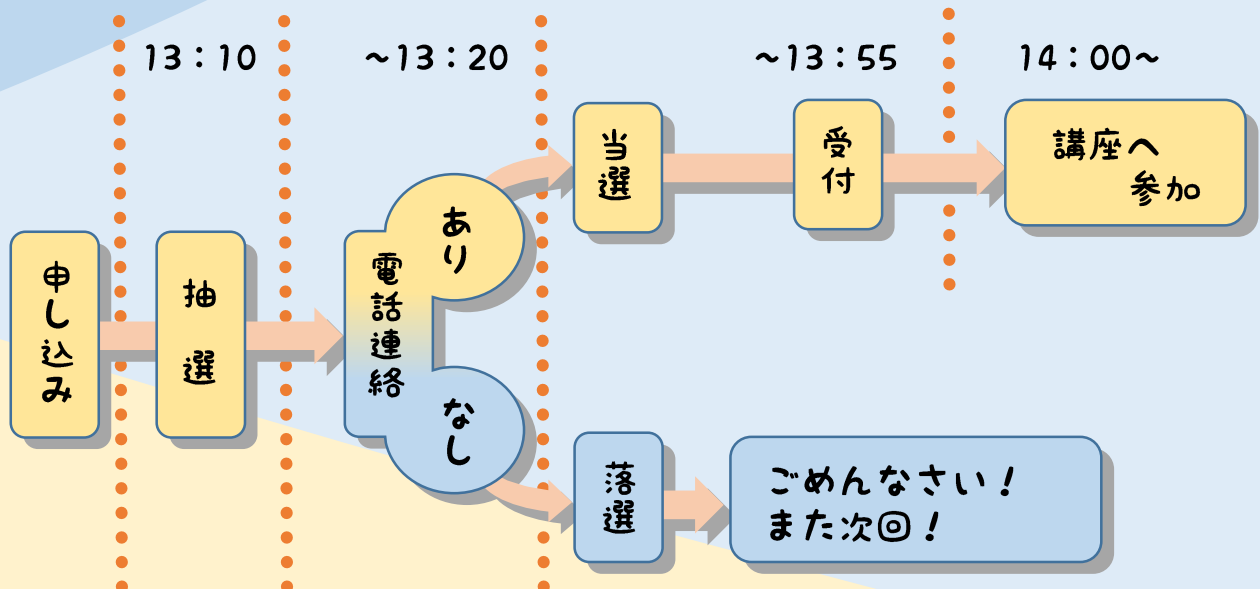 13：10
～13：20
～13：55
14：00～
申し込み
抽選
電話連絡
あり
なし
当選
受付
講座へ
参加
落選
ごめんなさい！
また次回！